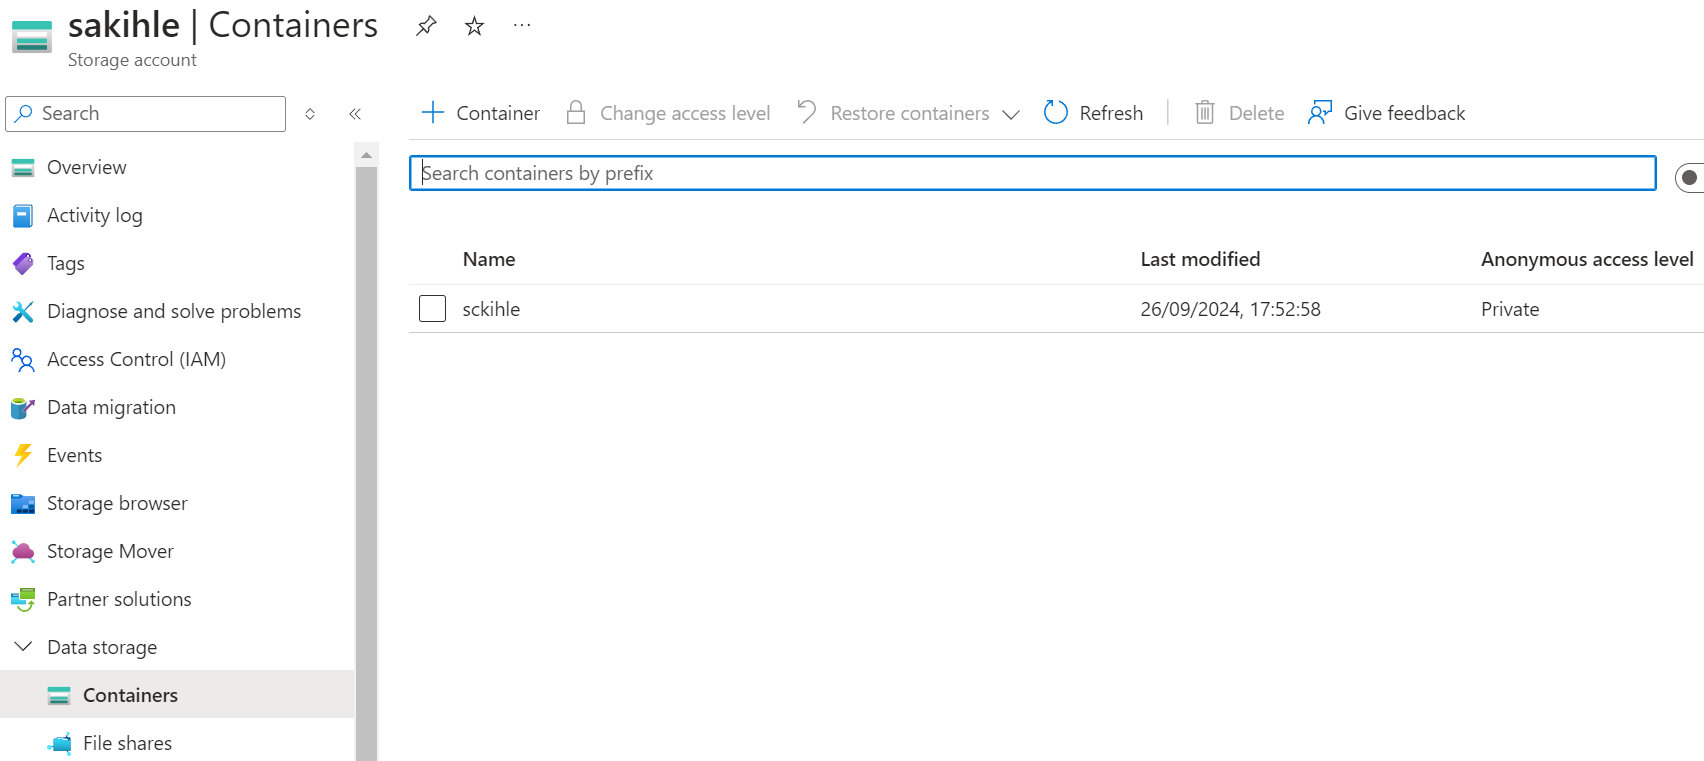 sakihle | Containers
Storage account
Search
Container
Change access level
Restore containers
Refresh
Delete
Give feedback
Search containers by prefix
Overview
Activity log
Tags
Diagnose and solve problems
Access Control (IAM)
Data migration
Events
Storage browser
Storage Mover
Partner solutions
Data storage
Containers
File shares
Name Last modified Anonymous access level
sckihle 26/09/2024, 17:52:58 Private